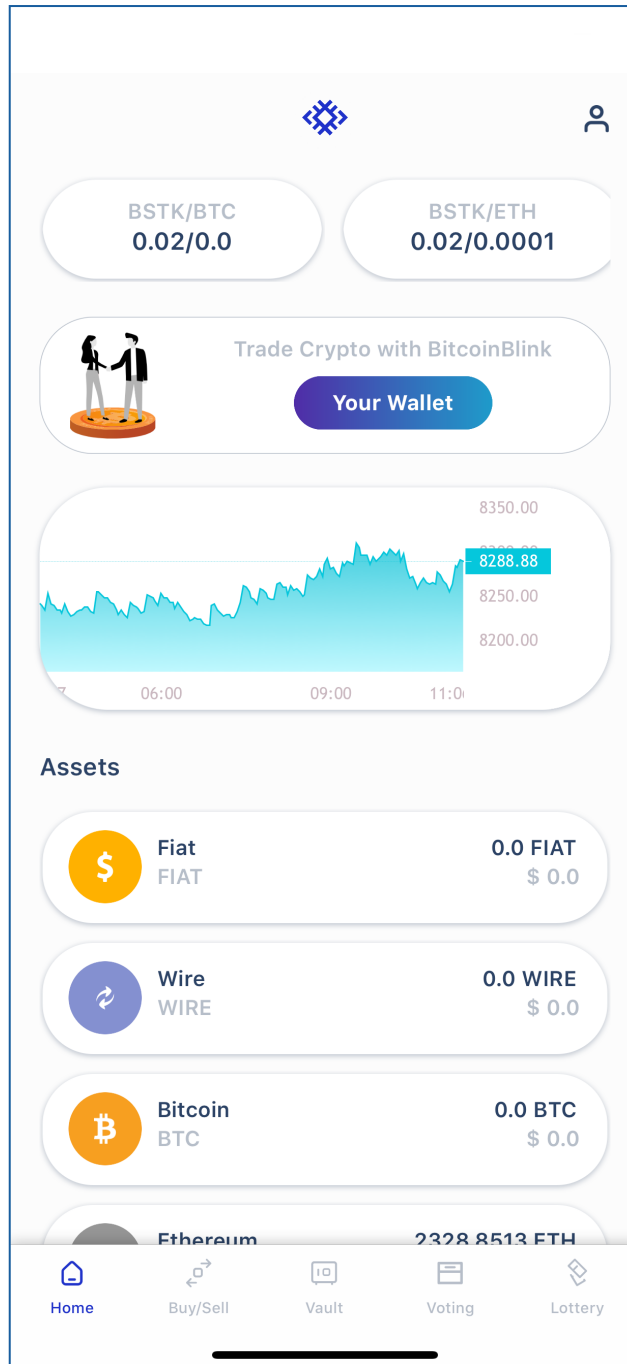 BSTK/BTC
0.02/0.0
BSTK/ETH
0.02/0.0001
Trade Crypto with BitcoinBlink
Your Wallet
8350.00
8288.88
8250.00
8200.00
06:00
09:00
Assets
Fiat
0.0 FIAT
FIAT
$ 0.0
Wire
0.0 WIRE
WIRE
$ 0.0
Bitcoin
0.0 BTC
BTC
$ 0.0
Ethereum
2328.8513 ETH
Home
Buy/Sell
Vault
Voting
Lottery